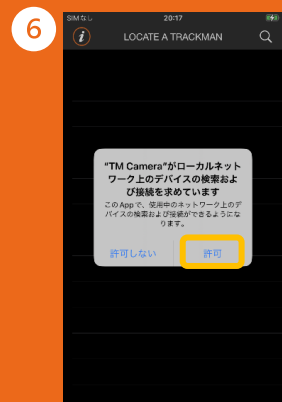 6
SIMなし 20:17
i LOCATE A TRACKMAN
"TM Camera"がローカルネット
ワーク上のデバイスの検索およ
び接続を求めています
このAppで、使用中のネットワーク上のデ
バイスの検索および接続ができるようにな
ります。
許可しない 許可